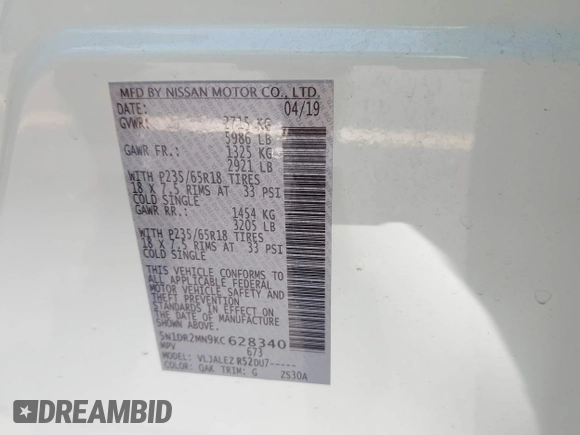 MFD BY NISSAN MOTOR CO., LTD.
DATE: 04/19
GVWR: 2715 KG
5986 LB
GAWR FR.: 1325 KG
2921 LB
WITH P235/65R18 TIRES
18 X 7.5 RIMS AT 33 PSI
COLD SINGLE
GAWR RR.: 1454 KG
3205 LB
WITH P235/65R18 TIRES
18 X 7.5 RIMS AT 33 PSI
COLD SINGLE
THIS VEHICLE CONFORMS TO
ALL APPLICABLE FEDERAL
MOTOR VEHICLE SAFETY AND
THEFT PREVENTION
STANDARDS IN EFFECT ON
THE DATE OF MANUFACTURE
SHOWN ABOVE.
5N1DR2MN9KC628340
MPV 673
MODEL: VLJALEZ R52DU7-----
COLOR: QAK TRIM: G 2S30A
REBIDCAR.COM